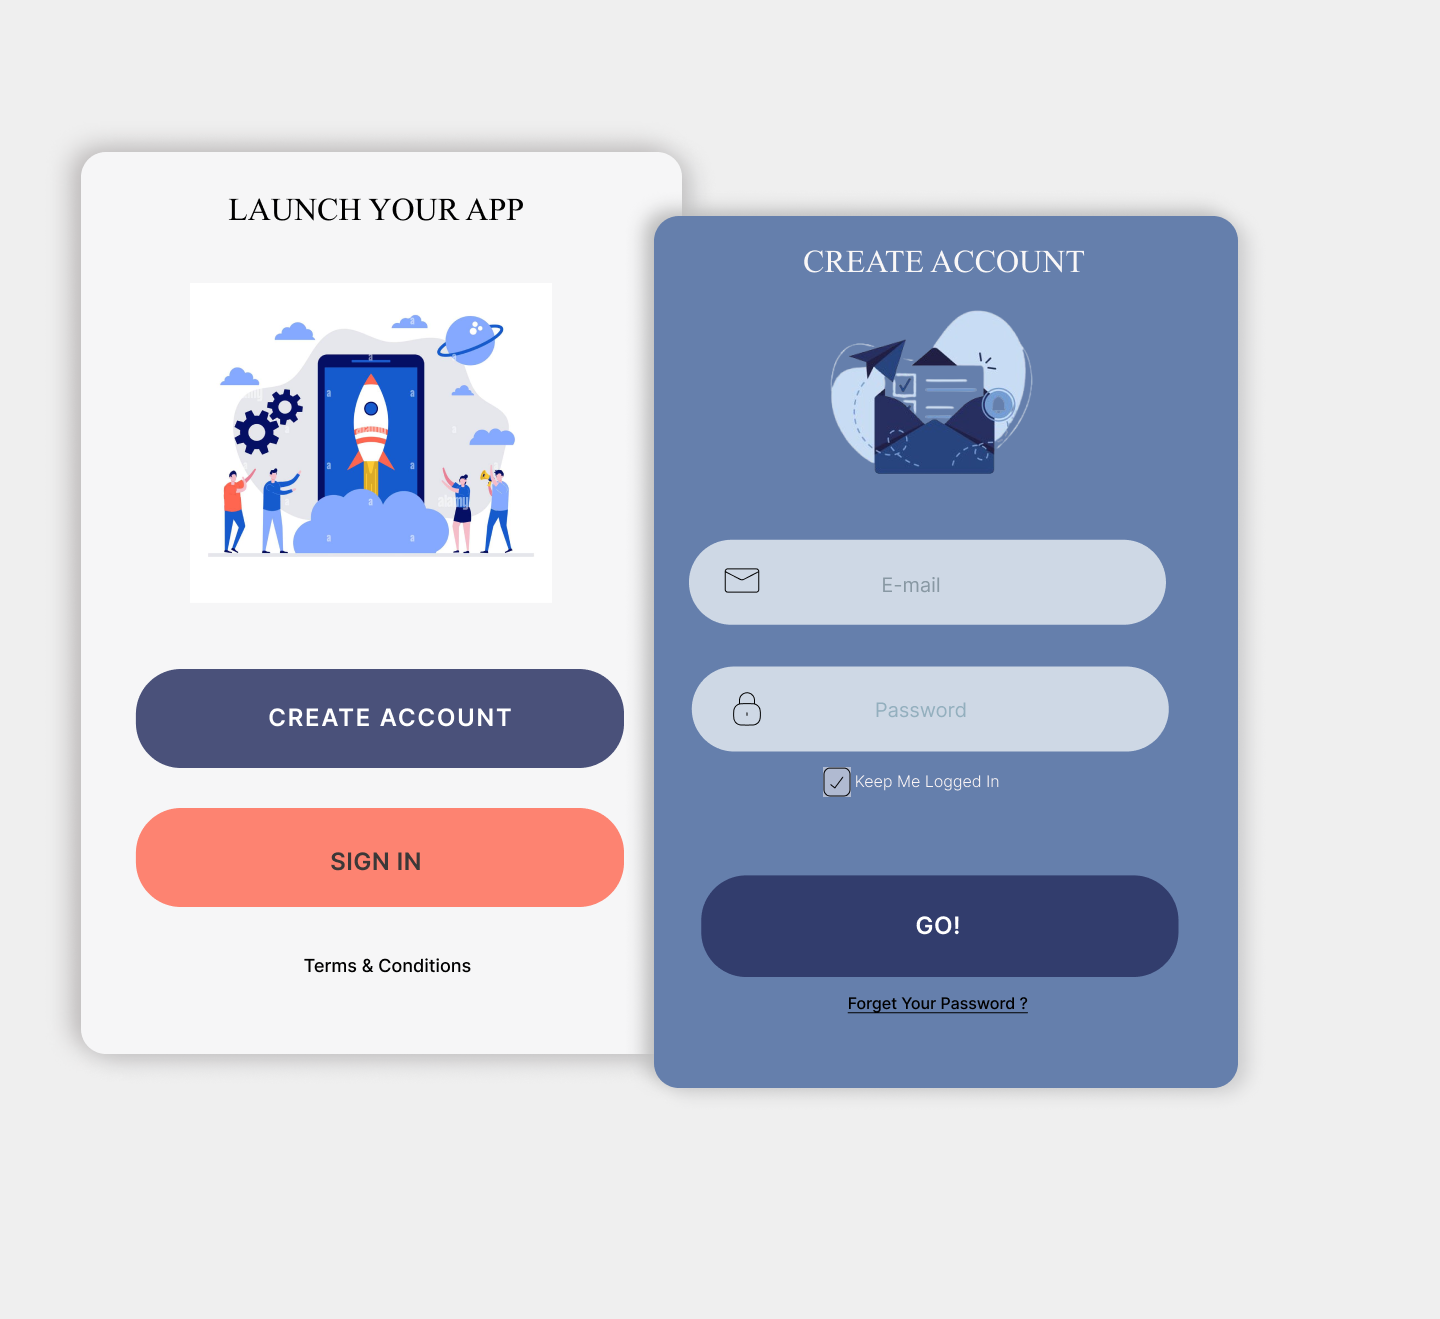 LAUNCH YOUR APP
alamy
CREATE ACCOUNT
SIGN IN
Terms & Conditions
CREATE ACCOUNT
E-mail
Password
Keep Me Logged In
GO!
Forget Your Password ?